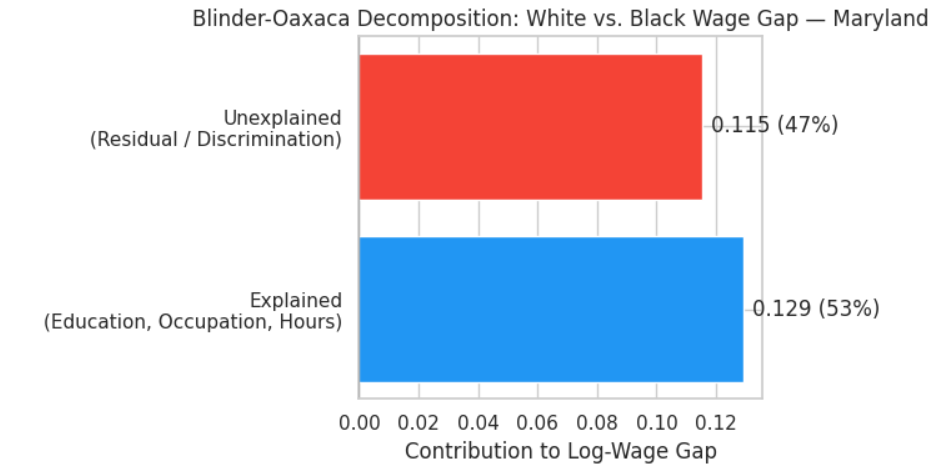 Blinder-Oaxaca Decomposition: White vs. Black Wage Gap — Maryland
Unexplained
(Residual / Discrimination)
0.115 (47%)
Explained
(Education, Occupation, Hours)
0.129 (53%)
0.00 0.02 0.04 0.06 0.08 0.10 0.12
Contribution to Log-Wage Gap